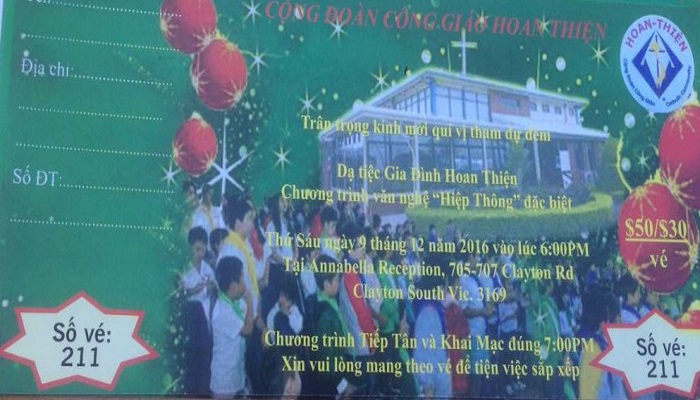 CỘNG ĐOÀN CÔNG GIÁO HOAN THIỆN
HOAN-THIỆN
Địa chỉ:
Trân trọng kính mời quí vị tham dự đêm
Số ĐT:
Dạ tiệc Gia Đình Hoan Thiện
Chương trình văn nghệ "Hiệp Thông" đặc biệt
$50/$30
vé
Thứ Sáu ngày 9 tháng 12 năm 2016 vào lúc 6:00PM
Tại Annabella Reception, 705-707 Clayton Rd
Clayton South Vic. 3169
Số vé:
211
Chương trình Tiếp Tân và Khai Mạc đúng 7:00PM
Xin vui lòng mang theo vé để tiện việc sắp xếp
Số vé:
211